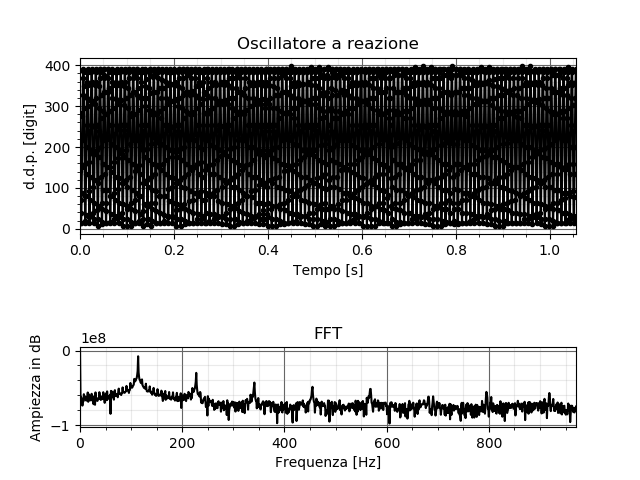 Oscillatore a reazione
400
300
200
100
0
d.d.p. [digit]
0.0 0.2 0.4 0.6 0.8 1.0
Tempo [s]
FFT
1e8
0
−1
Ampiezza in dB
0 200 400 600 800
Frequenza [Hz]